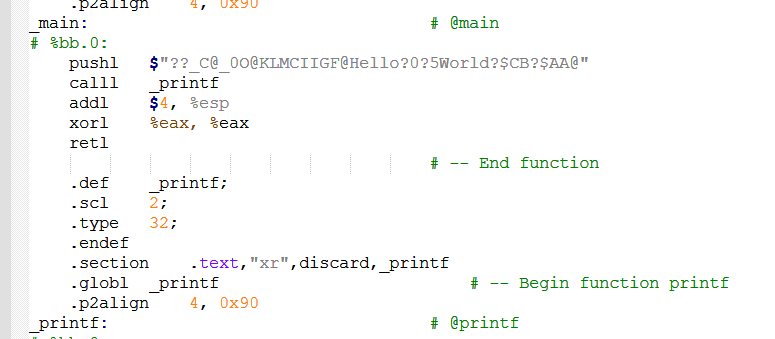 .p2align 4, 0x90
_main: # @main
# %bb.0:
pushl $"??_C@_0O@KLMCIIGF@Hello?0?5World?$CB?$AA@"
calll _printf
addl $4, %esp
xorl %eax, %eax
retl
# -- End function
.def _printf;
.scl 2;
.type 32;
.endef
.section .text,"xr",discard,_printf
.globl _printf # -- Begin function printf
.p2align 4, 0x90
_printf: # @printf
# %bb.0: